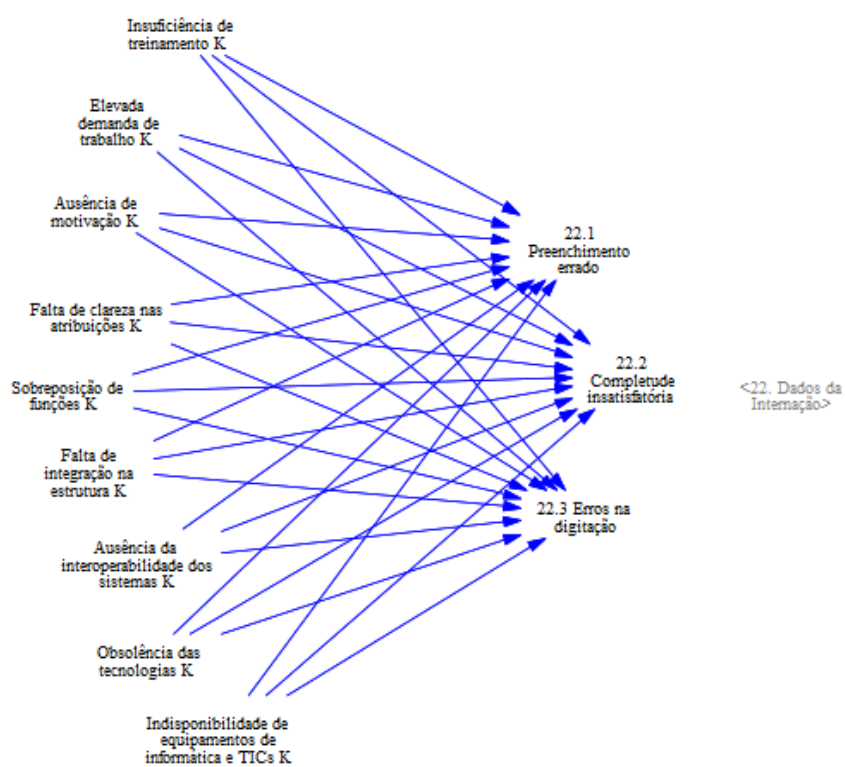 Insuficiência de
treinamento K
Elevada
demanda de
trabalho K
Ausência de
motivação K
Falta de clareza nas
atribuições K
Sobreposição de
funções K
Falta de
integração na
estrutura K
Ausência da
interoperabilidade dos
sistemas K
Obsolência das
tecnologias K
Indisponibilidade de
equipamentos de
informática e TICs K
22.1
Preenchimento
errado
22.2
Completude
insatisfatória
22.3 Erros na
digitação
<22. Dados da
Internação>